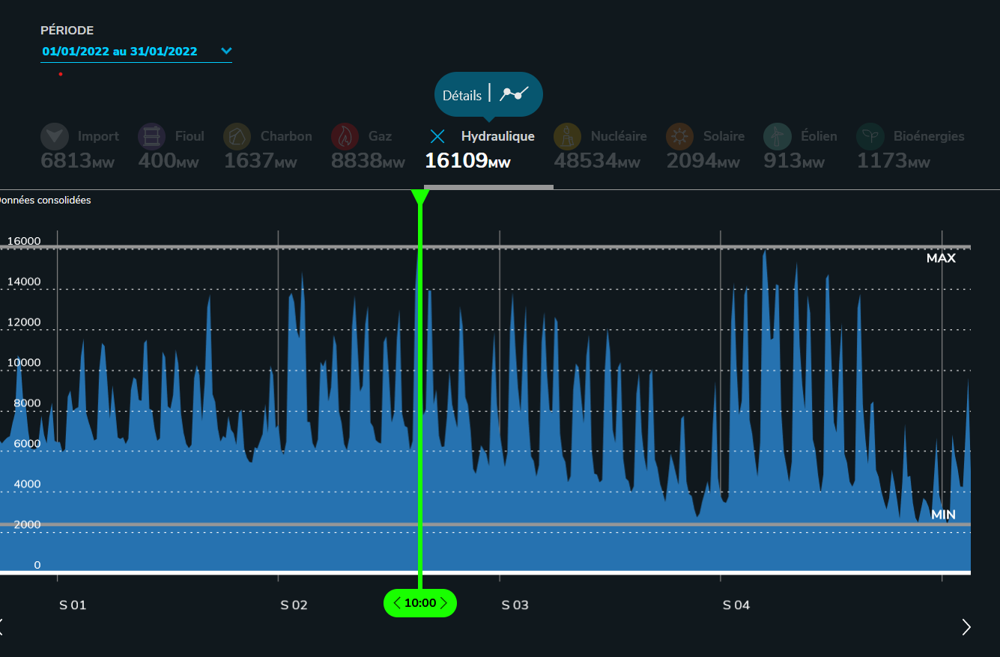 PÉRIODE
01/01/2022 au 31/01/2022
Détails
Import Fioul Charbon Gaz Hydraulique Nucléaire Solaire Éolien Bioénergies
6813MW 400MW 1637MW 8838MW 16109MW 48534MW 2094MW 913MW 1173MW
onnées consolidées
16000
MAX
14000
12000
10000
8000
6000
4000
MIN
2000
0
S 01 S 02 10:00 S 03 S 04